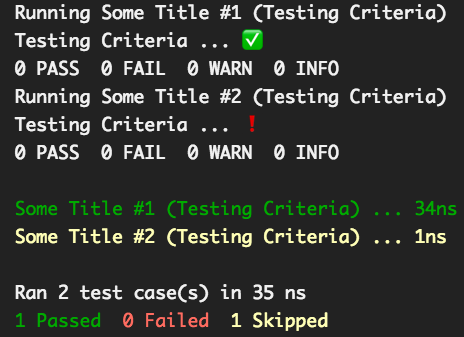 Running Some Title #1 (Testing Criteria)
Testing Criteria ... ✅
0 PASS  0 FAIL  0 WARN  0 INFO
Running Some Title #2 (Testing Criteria)
Testing Criteria ... ❗
0 PASS  0 FAIL  0 WARN  0 INFO
Some Title #1 (Testing Criteria) ... 34ns
Some Title #2 (Testing Criteria) ... 1ns
Ran 2 test case(s) in 35 ns
1 Passed  0 Failed  1 Skipped